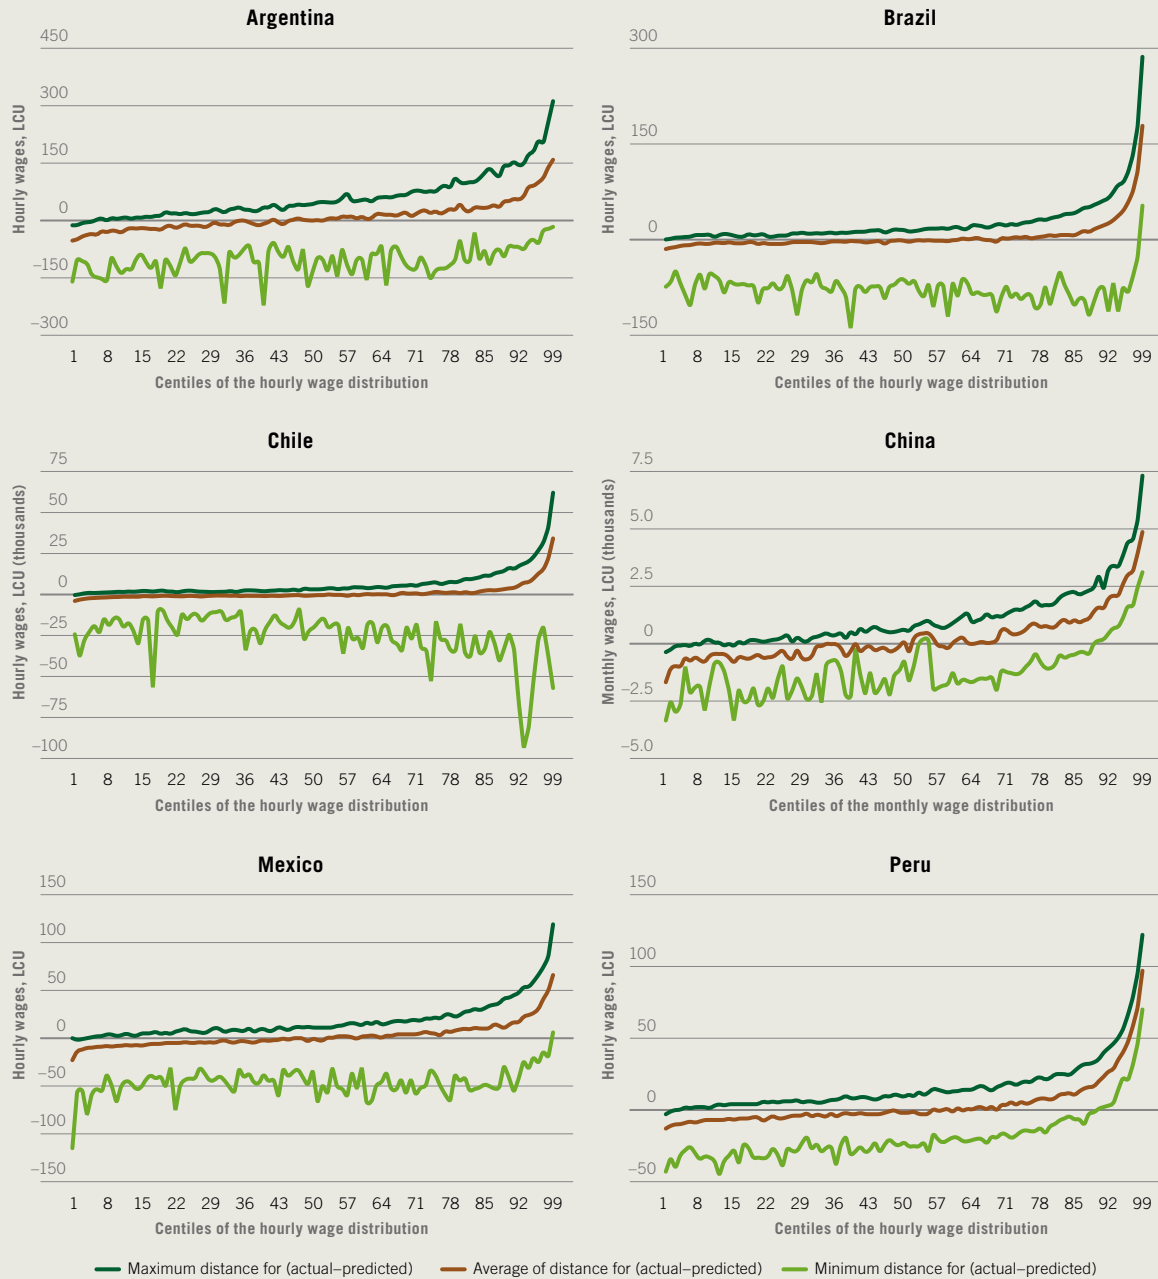 Argentina
Hourly wages, LCU
450
300
150
0
–150
–300
1 8 15 22 29 36 43 50 57 64 71 78 85 92 99
Centiles of the hourly wage distribution
Brazil
Hourly wages, LCU
300
150
0
–150
1 8 15 22 29 36 43 50 57 64 71 78 85 92 99
Centiles of the hourly wage distribution
Chile
Hourly wages, LCU (thousands)
75
50
25
0
–25
–50
–75
–100
1 8 15 22 29 36 43 50 57 64 71 78 85 92 99
Centiles of the hourly wage distribution
China
Monthly wages, LCU (thousands)
7.5
5.0
2.5
0
–2.5
–5.0
1 8 15 22 29 36 43 50 57 64 71 78 85 92 99
Centiles of the monthly wage distribution
Mexico
Hourly wages, LCU
150
100
50
0
–50
–100
–150
1 8 15 22 29 36 43 50 57 64 71 78 85 92 99
Centiles of the hourly wage distribution
Peru
Hourly wages, LCU
150
100
50
0
–50
1 8 15 22 29 36 43 50 57 64 71 78 85 92 99
Centiles of the hourly wage distribution
Maximum distance for (actual–predicted) Average of distance for (actual–predicted) Minimum distance for (actual–predicted)